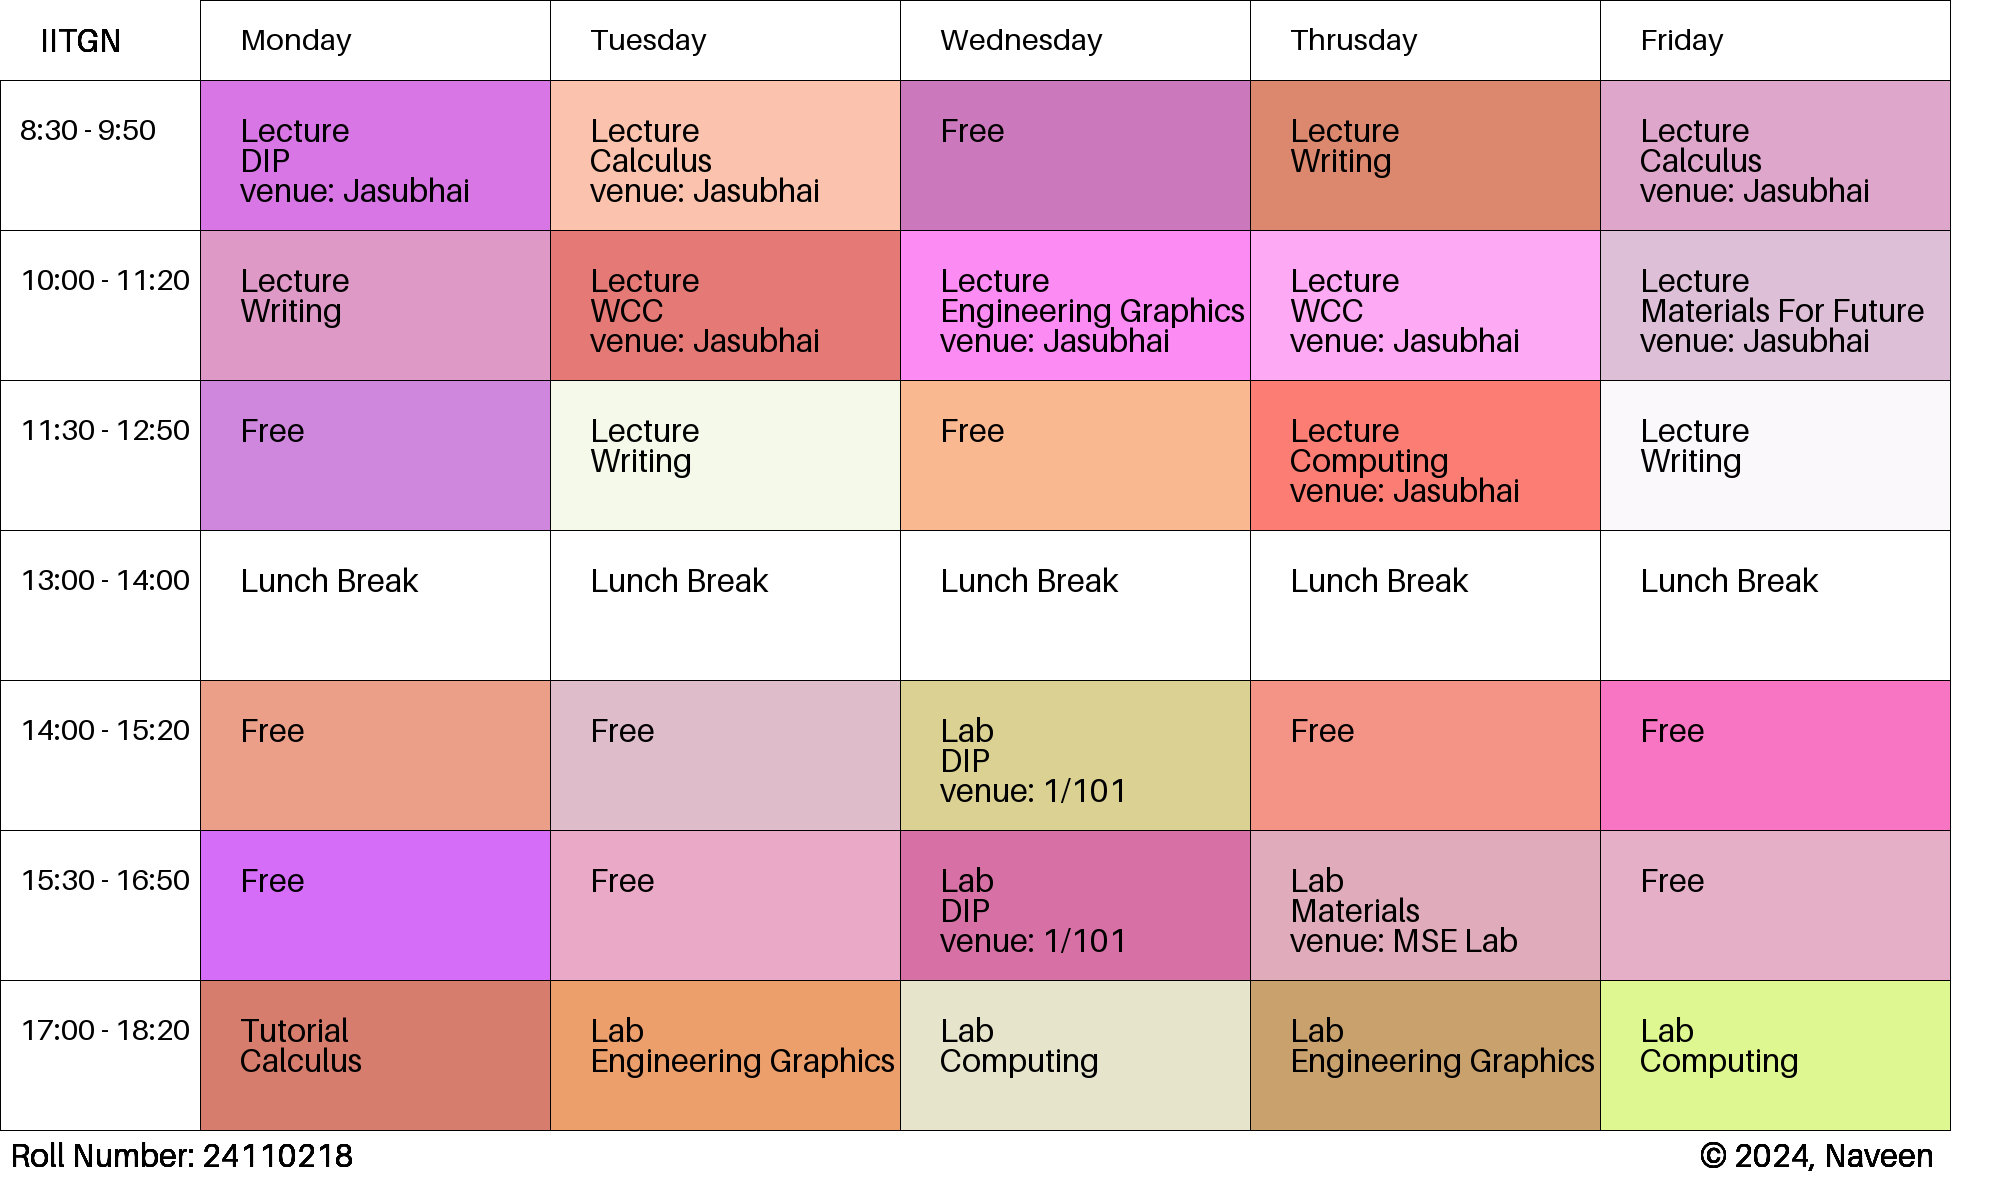 IITGN
Monday
Tuesday
Wednesday
Thrusday
Friday
8:30 - 9:50
Lecture
DIP
venue: Jasubhai
Lecture
Calculus
venue: Jasubhai
Free
Lecture
Writing
Lecture
Calculus
venue: Jasubhai
10:00 - 11:20
Lecture
Writing
Lecture
WCC
venue: Jasubhai
Lecture
Engineering Graphics
venue: Jasubhai
Lecture
WCC
venue: Jasubhai
Lecture
Materials For Future
venue: Jasubhai
11:30 - 12:50
Free
Lecture
Writing
Free
Lecture
Computing
venue: Jasubhai
Lecture
Writing
13:00 - 14:00
Lunch Break
Lunch Break
Lunch Break
Lunch Break
Lunch Break
14:00 - 15:20
Free
Free
Lab
DIP
venue: 1/101
Free
Free
15:30 - 16:50
Free
Free
Lab
DIP
venue: 1/101
Lab
Materials
venue: MSE Lab
Free
17:00 - 18:20
Tutorial
Calculus
Lab
Engineering Graphics
Lab
Computing
Lab
Engineering Graphics
Lab
Computing
Roll Number: 24110218
© 2024, Naveen